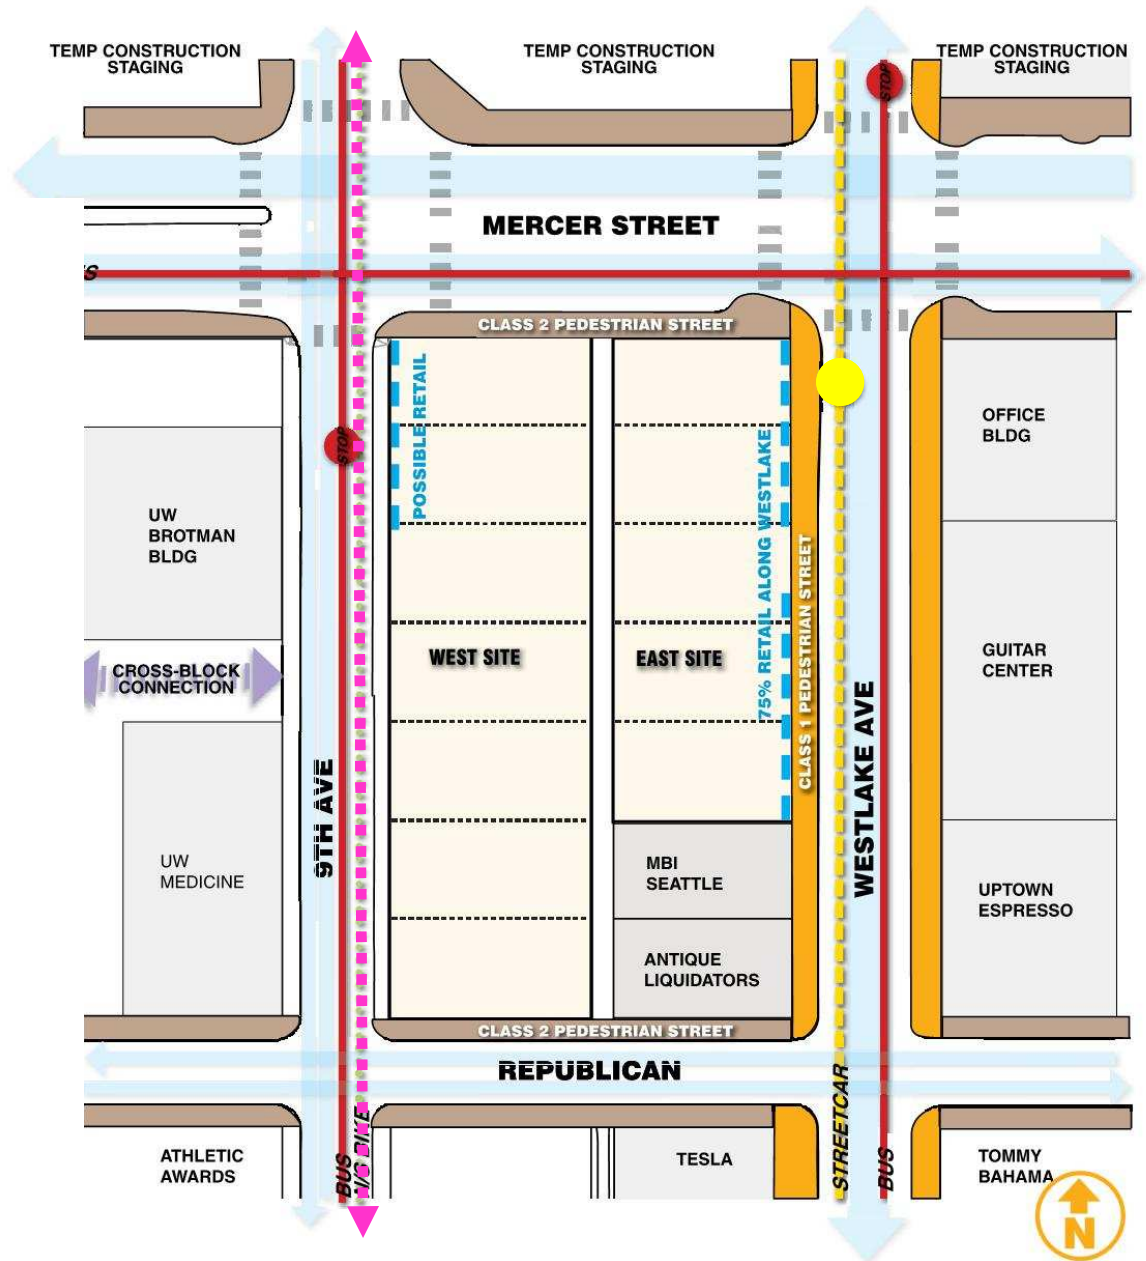 TEMP CONSTRUCTION
STAGING
TEMP CONSTRUCTION
STAGING
TEMP CONSTRUCTION
STAGING
STOP
MERCER STREET
CLASS 2 PEDESTRIAN STREET
POSSIBLE RETAIL
75% RETAIL ALONG WESTLAKE
CLASS 1 PEDESTRIAN STREET
OFFICE
BLDG
STOP
UW
BROTMAN
BLDG
CROSS-BLOCK
CONNECTION
WEST SITE
EAST SITE
GUITAR
CENTER
9TH AVE
WESTLAKE AVE
UW
MEDICINE
MBI
SEATTLE
UPTOWN
ESPRESSO
ANTIQUE
LIQUIDATORS
CLASS 2 PEDESTRIAN STREET
REPUBLICAN
ATHLETIC
AWARDS
BUS
N/S BIKE
TESLA
STREETCAR
BUS
TOMMY
BAHAMA
N